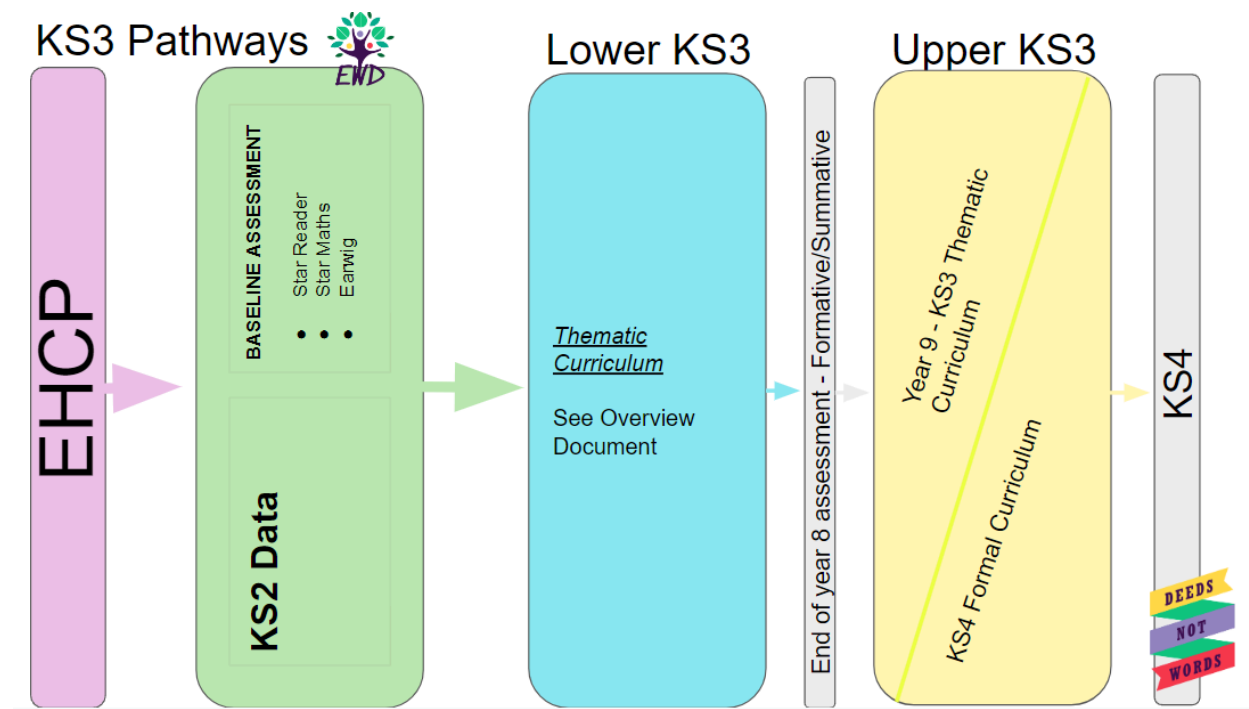 KS3 Pathways
EWD
Lower KS3
Upper KS3
EHCP
BASELINE ASSESSMENT
• Star Reader
• Star Maths
• Earwig
KS2 Data
Thematic
Curriculum
See Overview
Document
End of year 8 assessment - Formative/Summative
Year 9 - KS3 Thematic
Curriculum
KS4 Formal Curriculum
KS4
DEEDS
NOT
WORDS